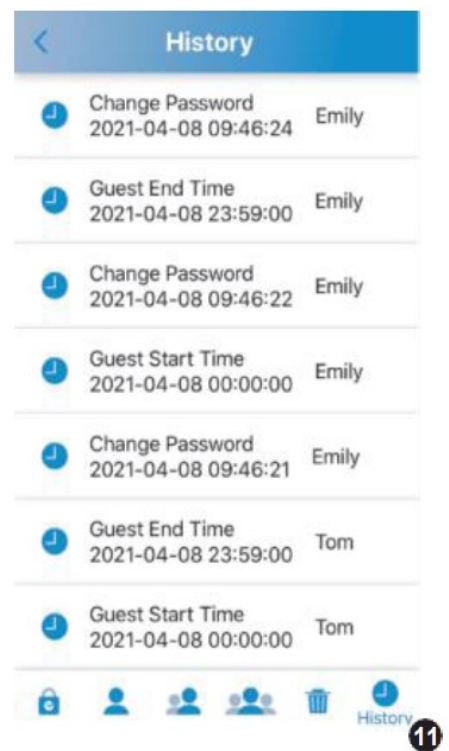 History
Change Password
2021-04-08 09:46:24 Emily
Guest End Time
2021-04-08 23:59:00 Emily
Change Password
2021-04-08 09:46:22 Emily
Guest Start Time
2021-04-08 00:00:00 Emily
Change Password
2021-04-08 09:46:21 Emily
Guest End Time
2021-04-08 23:59:00 Tom
Guest Start Time
2021-04-08 00:00:00 Tom
History
11